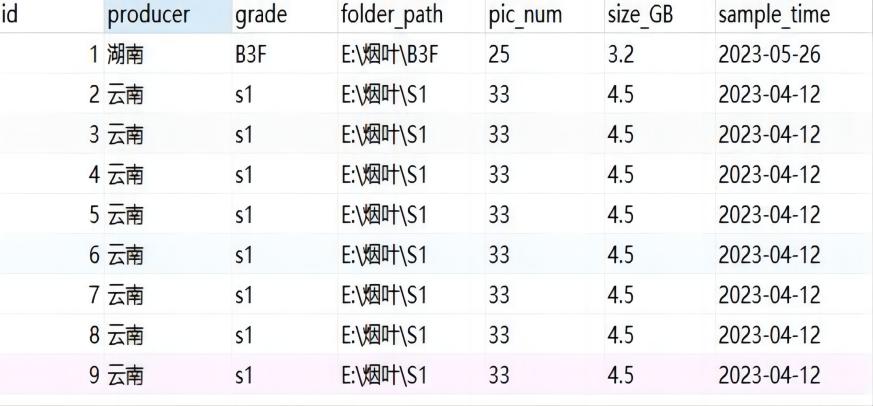 id producer grade folder_path pic_num size_GB sample_time
1 湖南 B3F E:\烟叶\B3F 25 3.2 2023-05-26
2 云南 s1 E:\烟叶\S1 33 4.5 2023-04-12
3 云南 s1 E:\烟叶\S1 33 4.5 2023-04-12
4 云南 s1 E:\烟叶\S1 33 4.5 2023-04-12
5 云南 s1 E:\烟叶\S1 33 4.5 2023-04-12
6 云南 s1 E:\烟叶\S1 33 4.5 2023-04-12
7 云南 s1 E:\烟叶\S1 33 4.5 2023-04-12
8 云南 s1 E:\烟叶\S1 33 4.5 2023-04-12
9 云南 s1 E:\烟叶\S1 33 4.5 2023-04-12